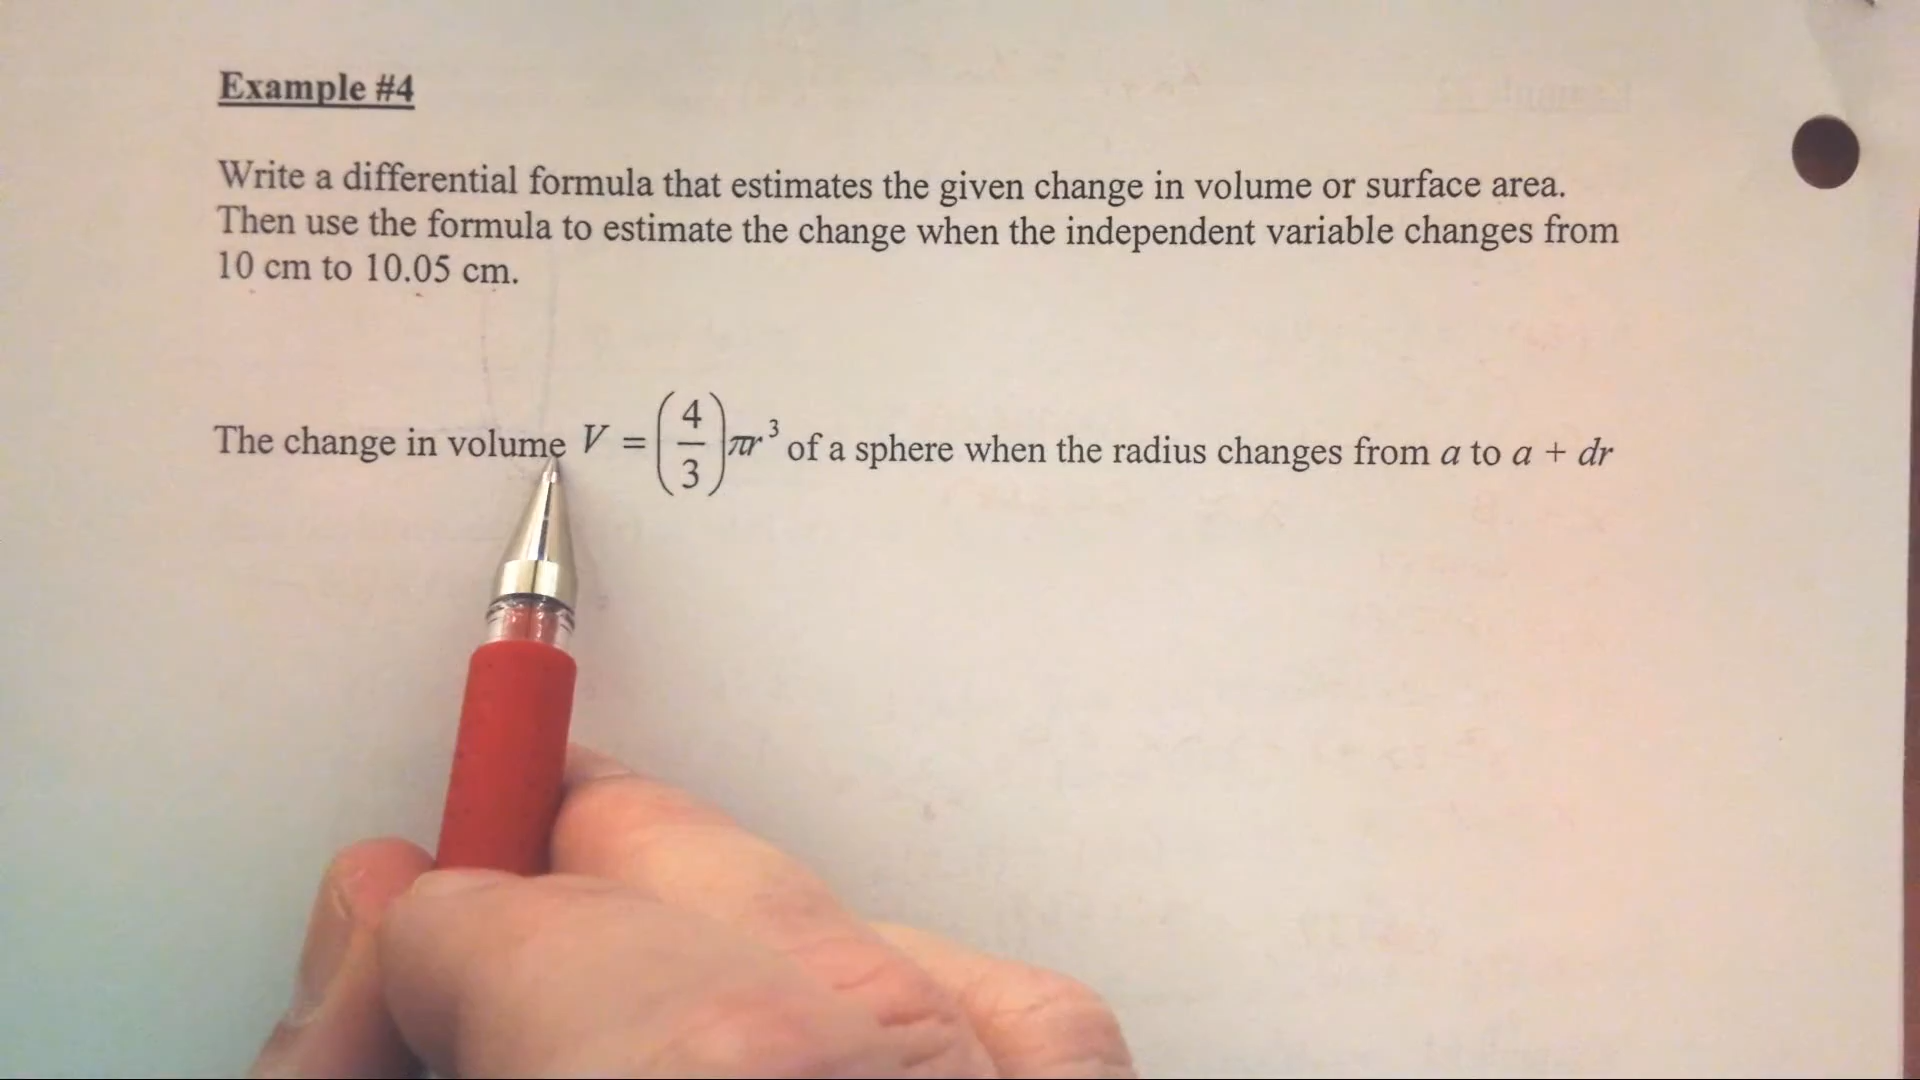 Example #4
Write a differential formula that estimates the given change in volume or surface area.
Then use the formula to estimate the change when the independent variable changes from
10 cm to 10.05 cm.
The change in volume V = (4/3)πr³ of a sphere when the radius changes from a to a + dr